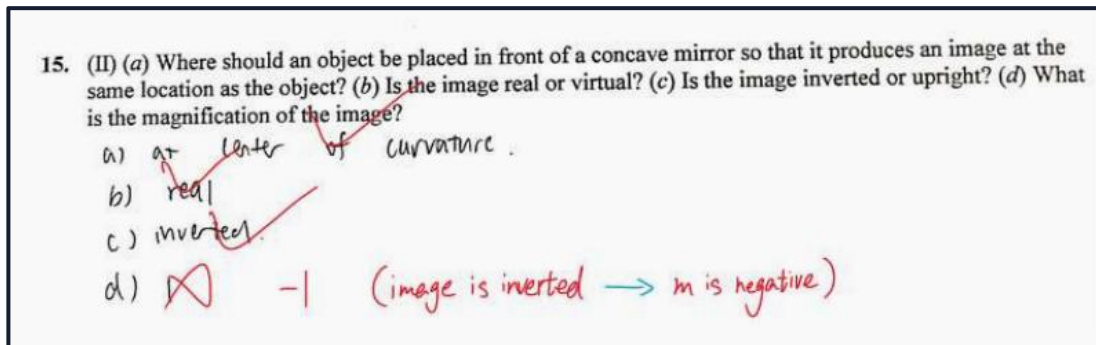 15. (II) (a) Where should an object be placed in front of a concave mirror so that it produces an image at the
same location as the object? (b) Is the image real or virtual? (c) Is the image inverted or upright? (d) What
is the magnification of the image?
a) at center of curvature.
b) real
c) inverted.
d) -1 (image is inverted → m is negative)